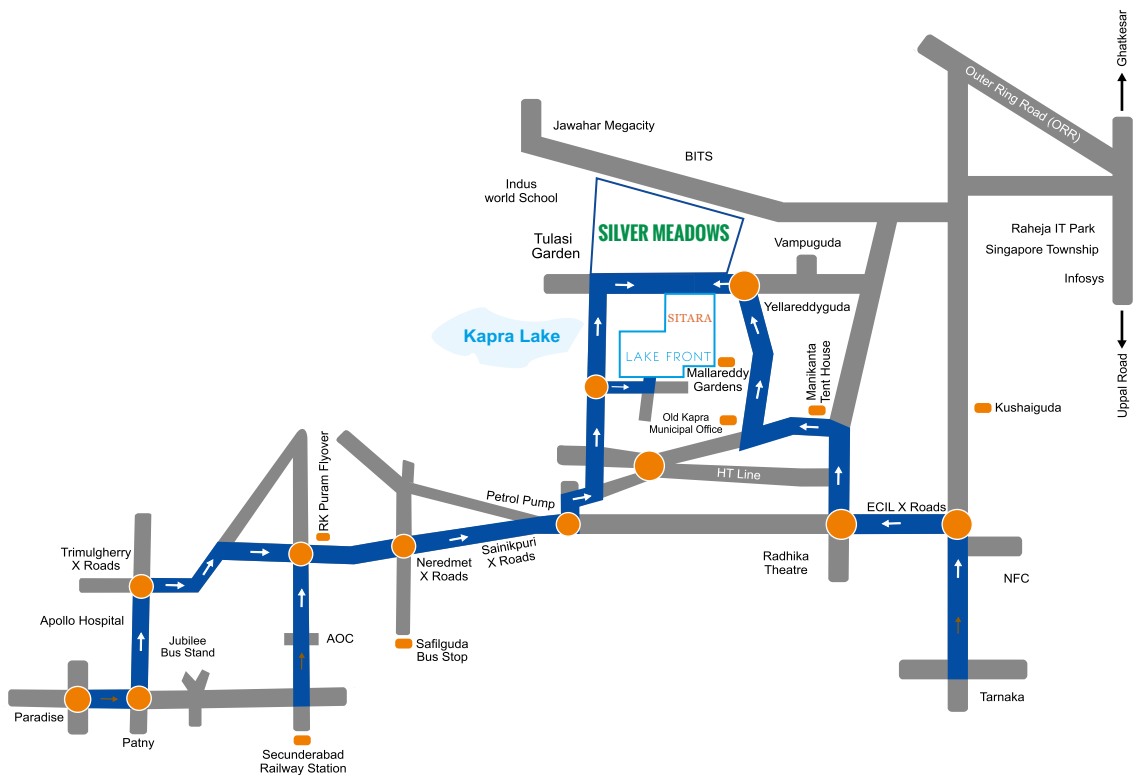 Ghatkesar
Outer Ring Road (ORR)
Jawahar Megacity
BITS
Indus
world School
SILVER MEADOWS
Tulasi
Garden
Vampuguda
Raheja IT Park
Singapore Township
Infosys
Yellareddyguda
SITARA
Kapra Lake
LAKE FRONT
Mallareddy
Gardens
Manikanta
Tent House
Uppal Road
Kushaiguda
Old Kapra
Municipal Office
HT Line
RK Puram Flyover
Petrol Pump
ECIL X Roads
Sainikpuri
X Roads
Trimulgherry
X Roads
Neredmet
X Roads
Radhika
Theatre
NFC
Apollo Hospital
Jubilee
Bus Stand
AOC
Safilguda
Bus Stop
Tarnaka
Paradise
Patny
Secunderabad
Railway Station